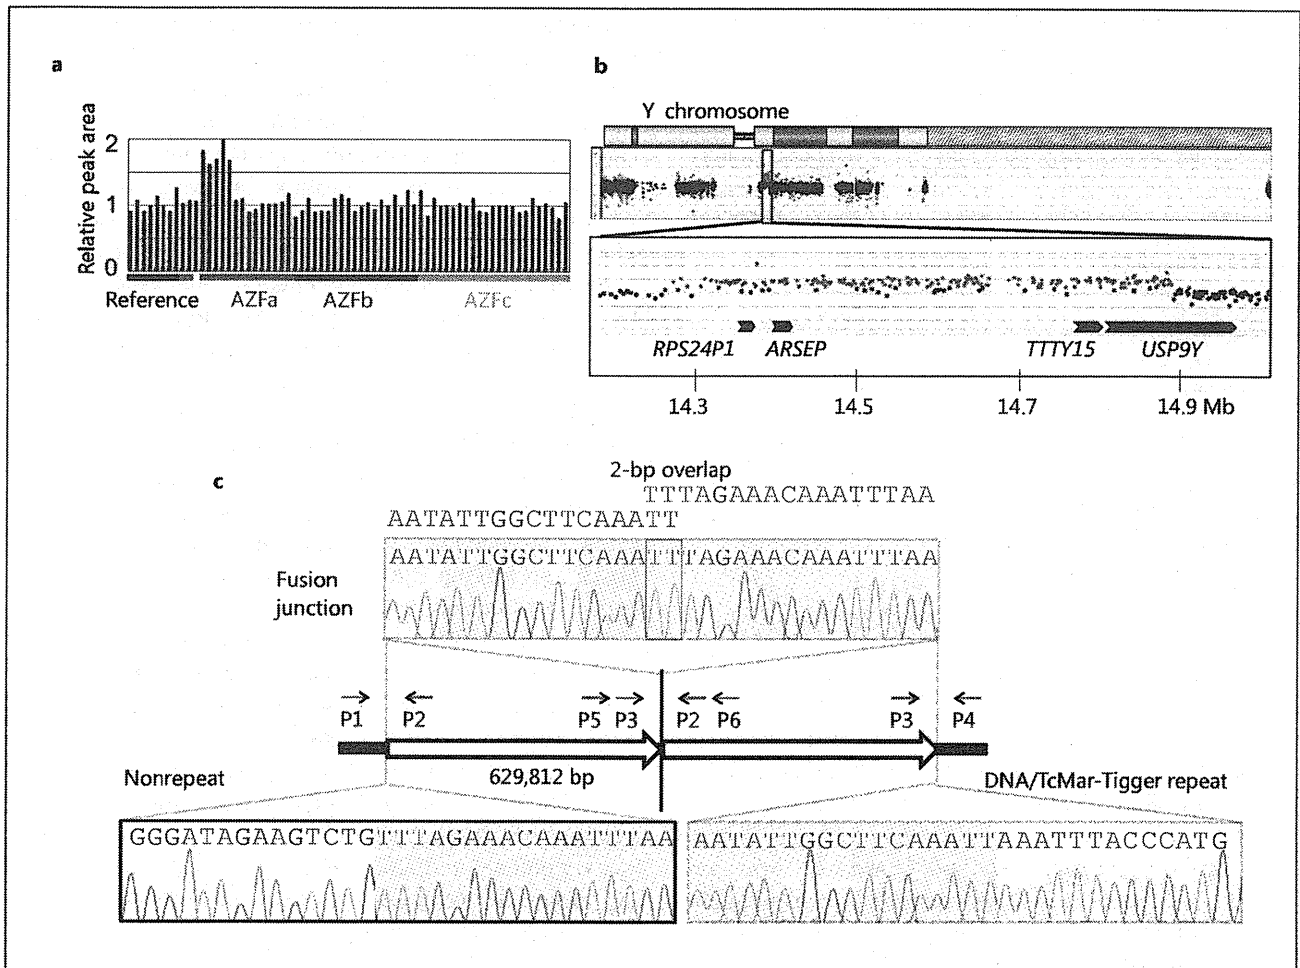 a
Relative peak area
2
1
0
Reference
AZFa
AZFb
AZFc
b
Y chromosome
RPS24P1
ARSEP
TTTY15
USP9Y
14.3
14.5
14.7
14.9 Mb
c
2-bp overlap
TTTAGAAACAAATTTAA
AATATTGGCTTCAAATT
AATATTGGCTTCAAATTTAGAAACAAATTTAA
Fusion
junction
P1
P2
P5
P3
P2
P6
P3
P4
Nonrepeat
629,812 bp
DNA/TcMar-Tigger repeat
GGGATAGAAGTCTGTTTAGAAACAAATTTAA
AATATTGGCTTCAAATTAAATTTACCCATG